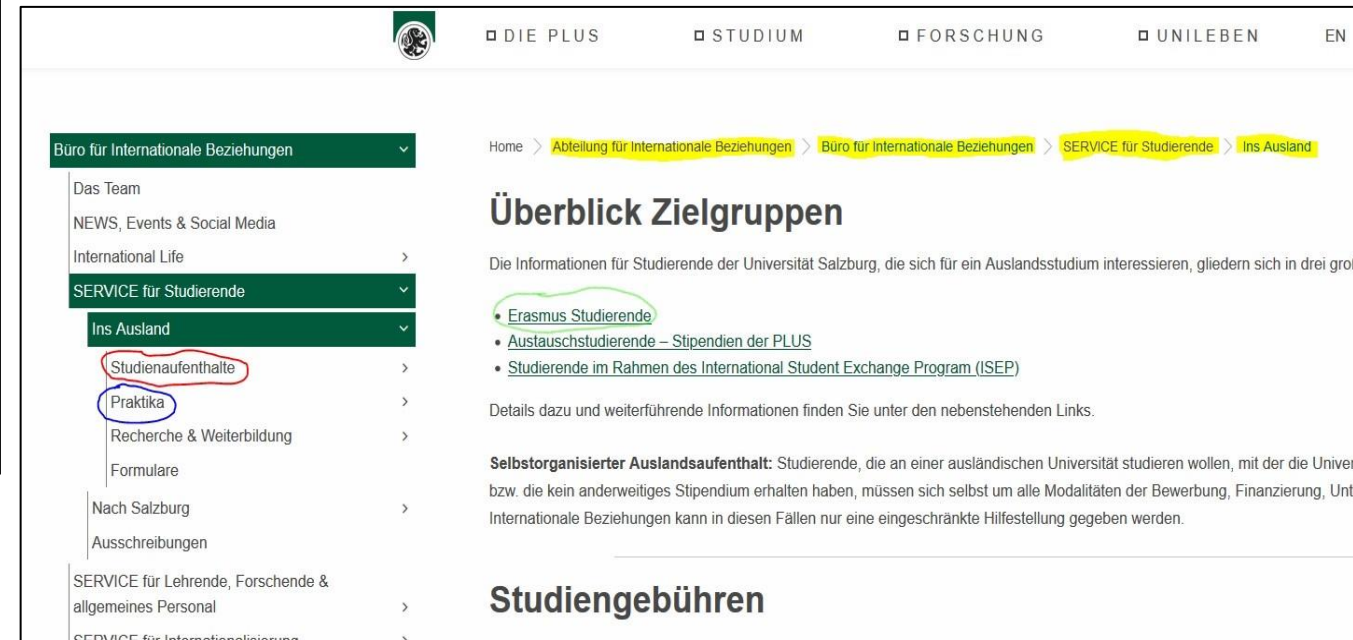 DIE PLUS STUDIUM FORSCHUNG UNILEBEN EN
Büro für Internationale Beziehungen
Das Team
NEWS, Events & Social Media
International Life
SERVICE für Studierende
Ins Ausland
Studienaufenthalte
Praktika
Recherche & Weiterbildung
Formulare
Nach Salzburg
Ausschreibungen
SERVICE für Lehrende, Forschende &
allgemeines Personal
SERVICE für Internationalisierung
Home > Abteilung für Internationale Beziehungen > Büro für Internationale Beziehungen > SERVICE für Studierende > Ins Ausland
Überblick Zielgruppen
Die Informationen für Studierende der Universität Salzburg, die sich für ein Auslandsstudium interessieren, gliedern sich in drei gro
• Erasmus Studierende
• Austauschstudierende – Stipendien der PLUS
• Studierende im Rahmen des International Student Exchange Program (ISEP)
Details dazu und weiterführende Informationen finden Sie unter den nebenstehenden Links.
Selbstorganisierter Auslandsaufenthalt: Studierende, die an einer ausländischen Universität studieren wollen, mit der die Univer
bzw. die kein anderweitiges Stipendium erhalten haben, müssen sich selbst um alle Modalitäten der Bewerbung, Finanzierung, Unt
Internationale Beziehungen kann in diesen Fällen nur eine eingeschränkte Hilfestellung gegeben werden.
Studiengebühren